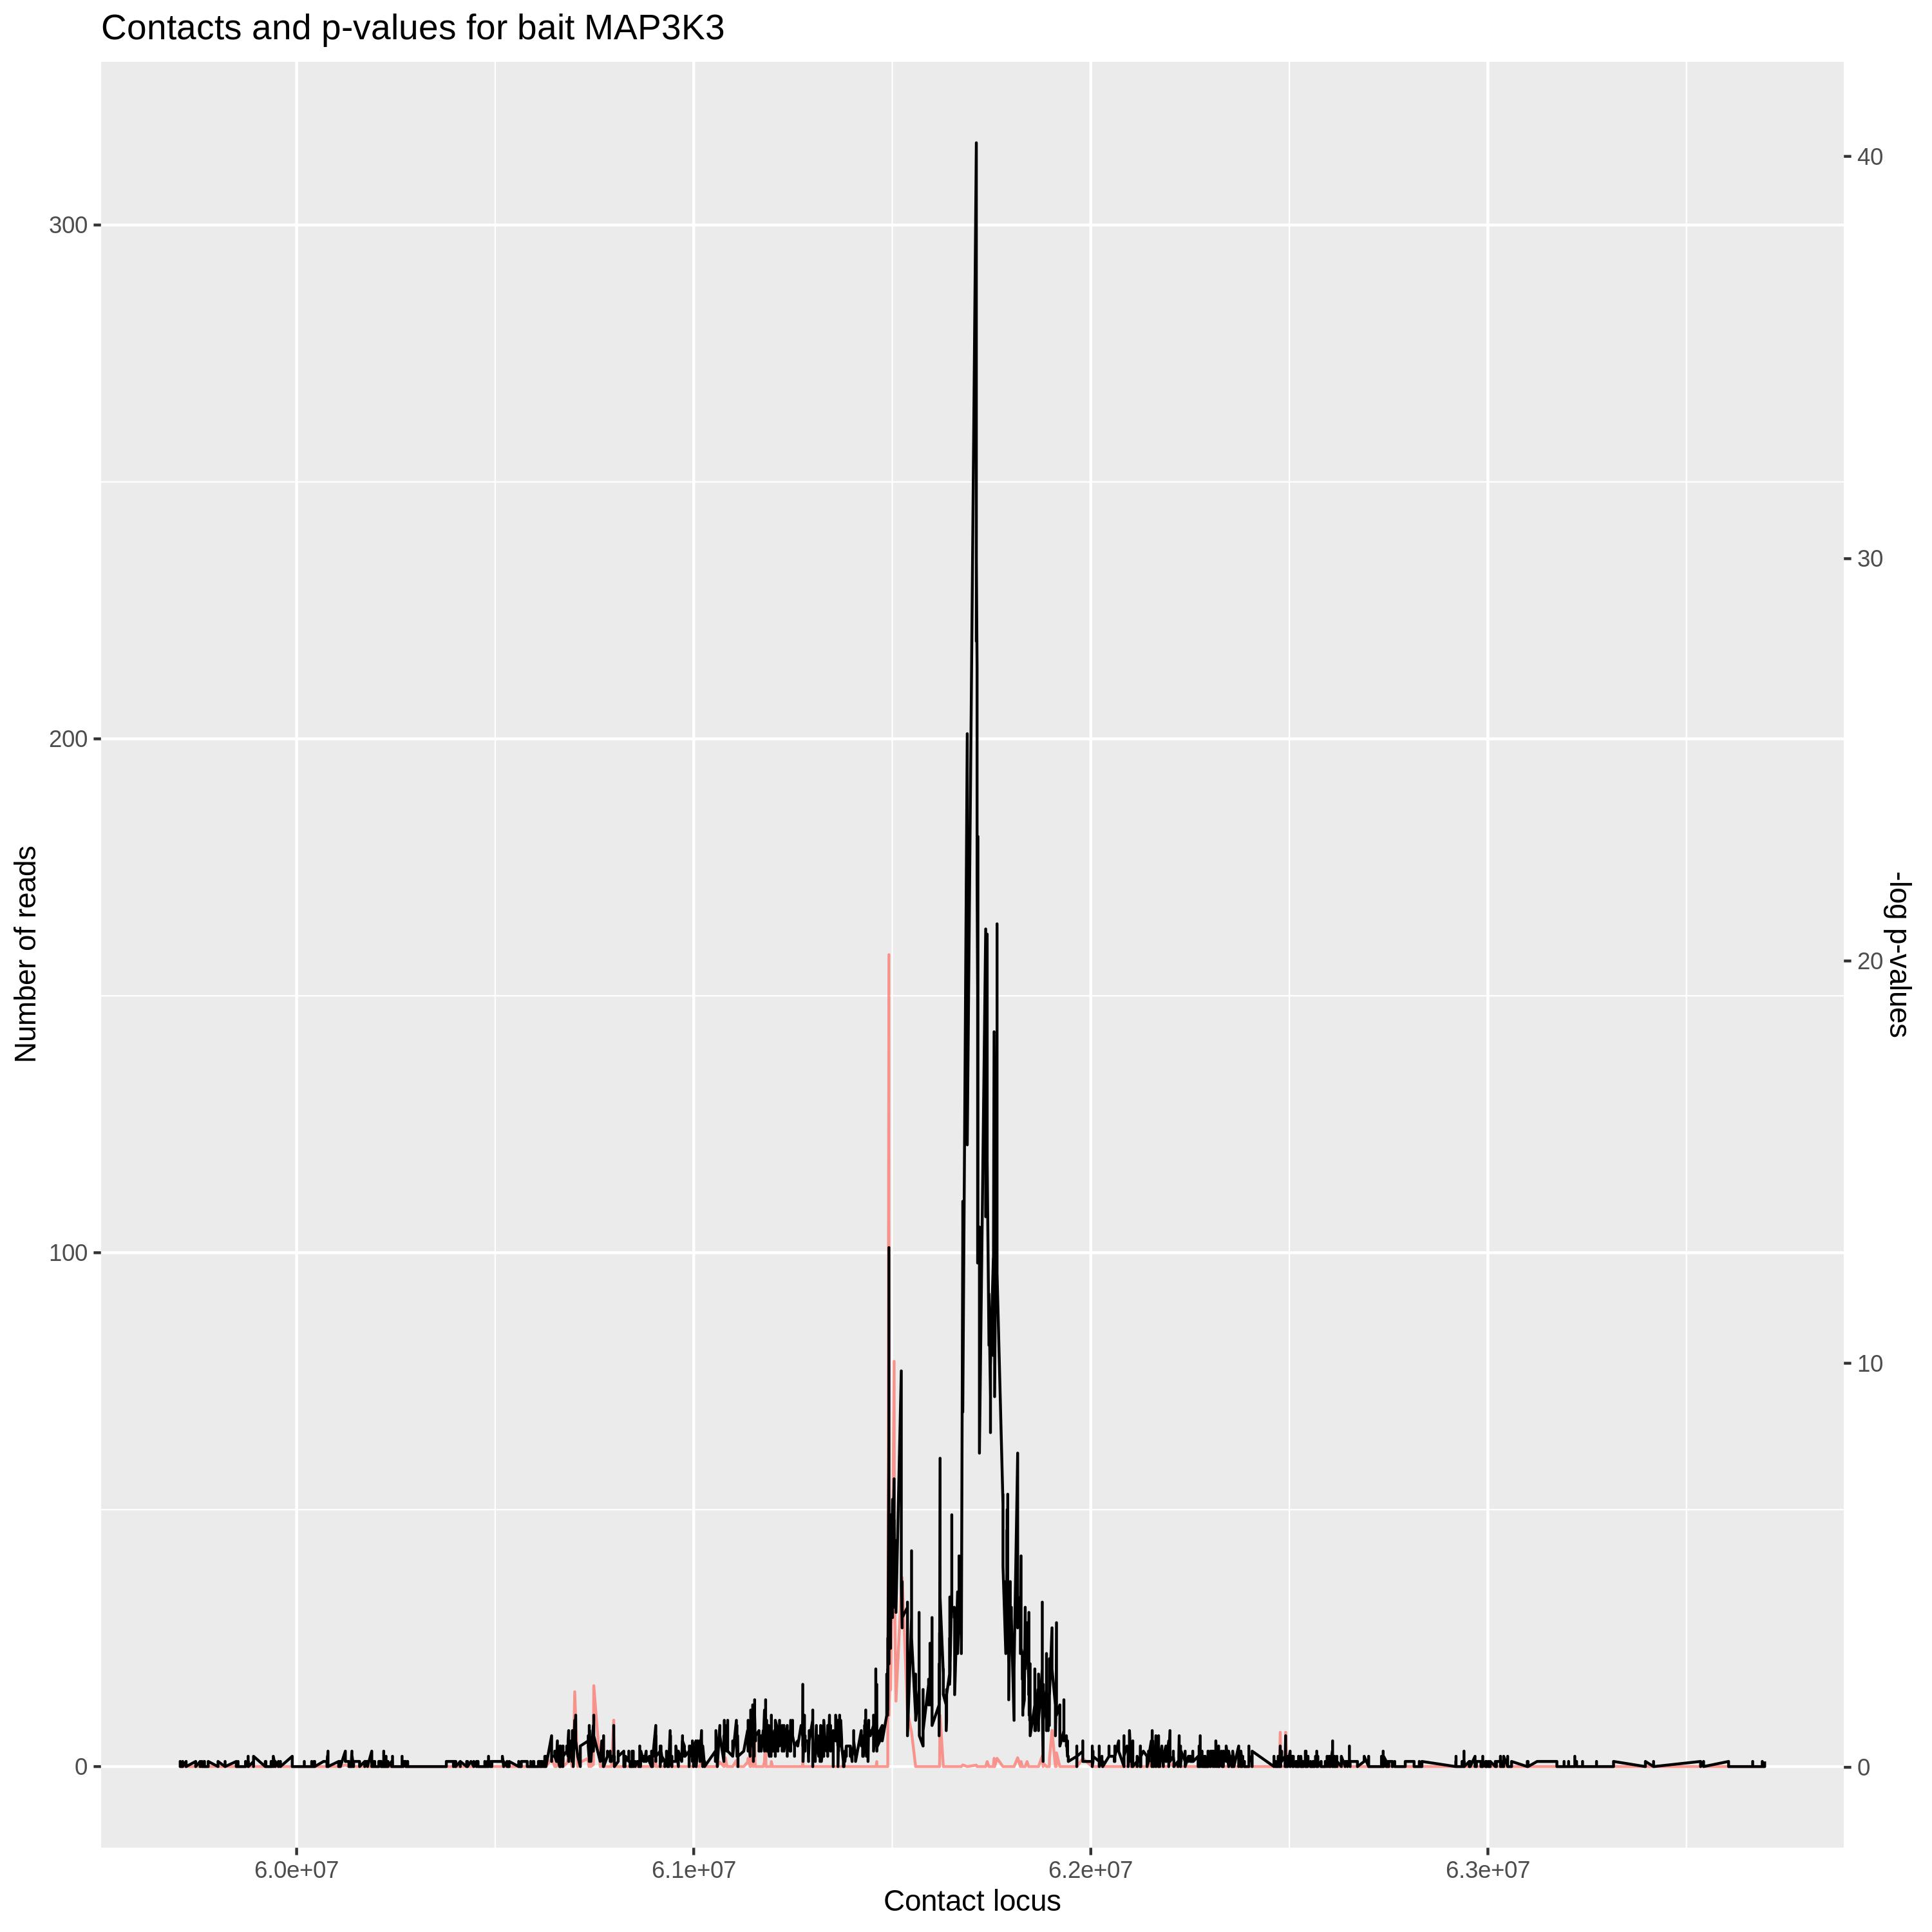 Contacts and p-values for bait MAP3K3
300
200
100
0
Number of reads
40
30
20
10
0
-log p-values
6.0e+07
6.1e+07
6.2e+07
6.3e+07
Contact locus